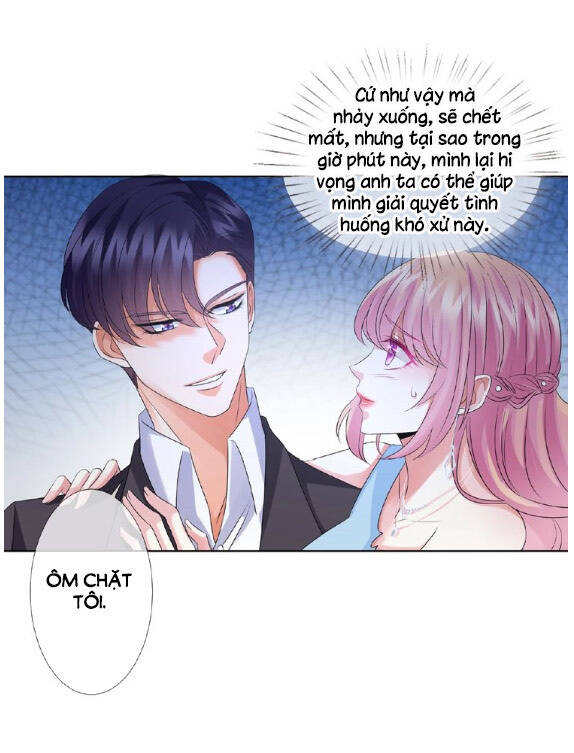 Cứ như vậy mà
nhảy xuống, sẽ chết
mất, nhưng tại sao trong
giờ phút này, mình lại hi
vọng anh ta có thể giúp
mình giải quyết tình
huống khó xử này.
ÔM CHẶT
TÔI.